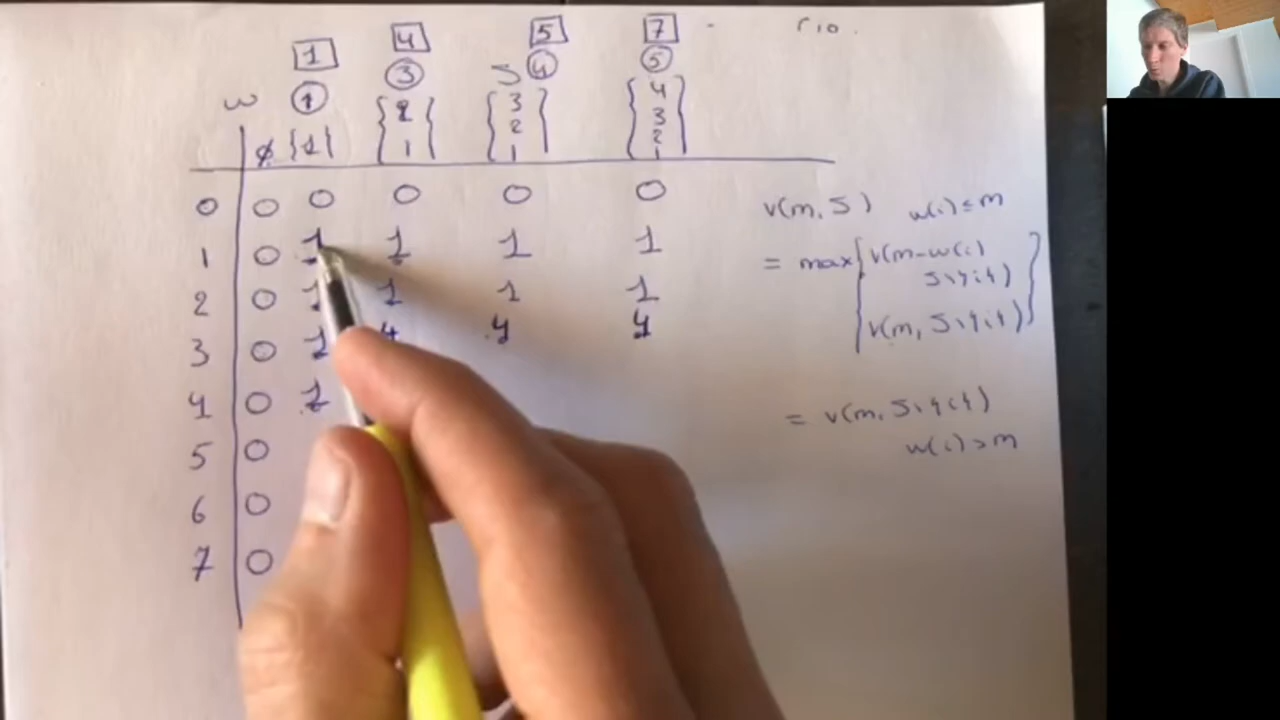 1 4 5 7
1 3 S 4 5
w
∅ {1} {2 1} {3 2 1} {4 3 2 1}
0 0 0 0 0 0
1 0 1 1 1 1
2 0 1 1 1 1
3 0 1 4 4 4
4 0 1
5 0
6 0
7 0
v(m, S) w(i) ≤ m
= max{ v(m-w(i)
S\{i})
v(m, S\{i}) }
= v(m, S\{i})
w(i) > m